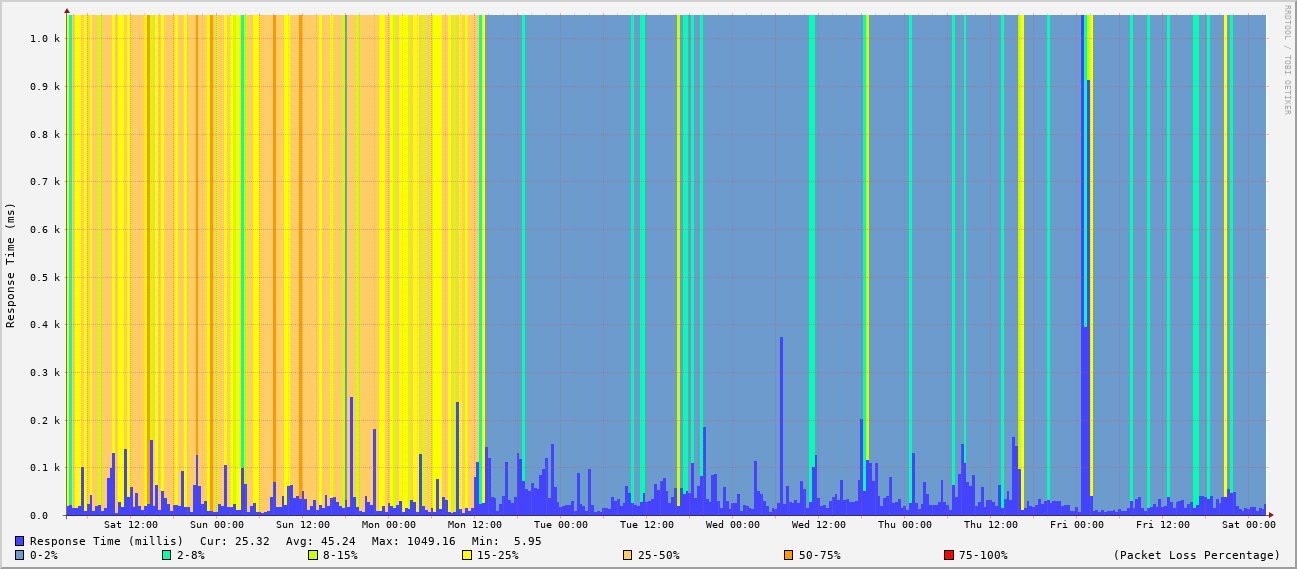 RRDTOOL / TOBI OETIKER
Response Time (ms)
1.0 k
0.9 k
0.8 k
0.7 k
0.6 k
0.5 k
0.4 k
0.3 k
0.2 k
0.1 k
0.0
Sat 12:00 Sun 00:00 Sun 12:00 Mon 00:00 Mon 12:00 Tue 00:00 Tue 12:00 Wed 00:00 Wed 12:00 Thu 00:00 Thu 12:00 Fri 00:00 Fri 12:00 Sat 00:00
Response Time (millis) Cur: 25.32 Avg: 45.24 Max: 1049.16 Min: 5.95
0-2% 2-8% 8-15% 15-25% 25-50% 50-75% 75-100% (Packet Loss Percentage)